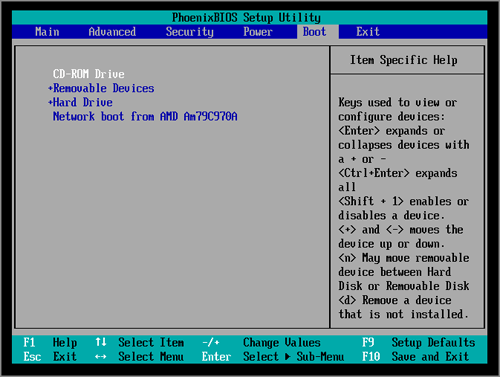 PhoenixBIOS Setup Utility
Main Advanced Security Power Boot Exit
CD-ROM Drive
+Removable Devices
+Hard Drive
Network boot from AMD Am79C970A
Item Specific Help
Keys used to view or
configure devices:
<Enter> expands or
collapses devices with
a + or -
<Ctrl+Enter> expands
all
<Shift + 1> enables or
disables a device.
<+> and <-> moves the
device up or down.
<n> May move removable
device between Hard
Disk or Removable Disk
<d> Remove a device
that is not installed.
F1 Help ↑↓ Select Item -/+ Change Values F9 Setup Defaults
Esc Exit ↔ Select Menu Enter Select ▶ Sub-Menu F10 Save and Exit